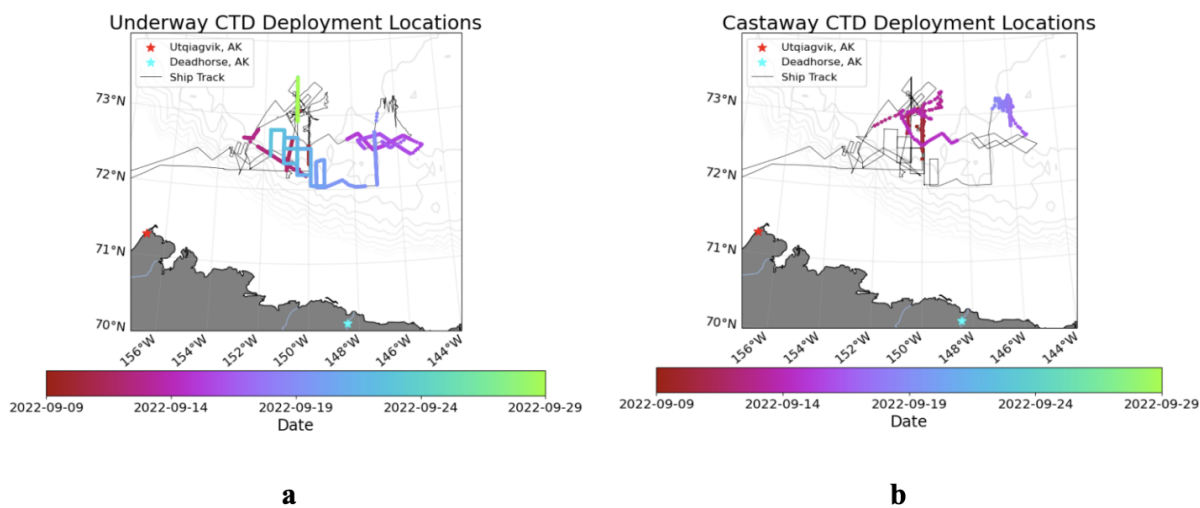 Underway CTD Deployment Locations
Utqiagvik, AK
Deadhorse, AK
Ship Track
73°N
72°N
71°N
70°N
156°W 154°W 152°W 150°W 148°W 146°W 144°W
2022-09-09 2022-09-14 2022-09-19 2022-09-24 2022-09-29
Date
a
Castaway CTD Deployment Locations
Utqiagvik, AK
Deadhorse, AK
Ship Track
73°N
72°N
71°N
70°N
156°W 154°W 152°W 150°W 148°W 146°W 144°W
2022-09-09 2022-09-14 2022-09-19 2022-09-24 2022-09-29
Date
b